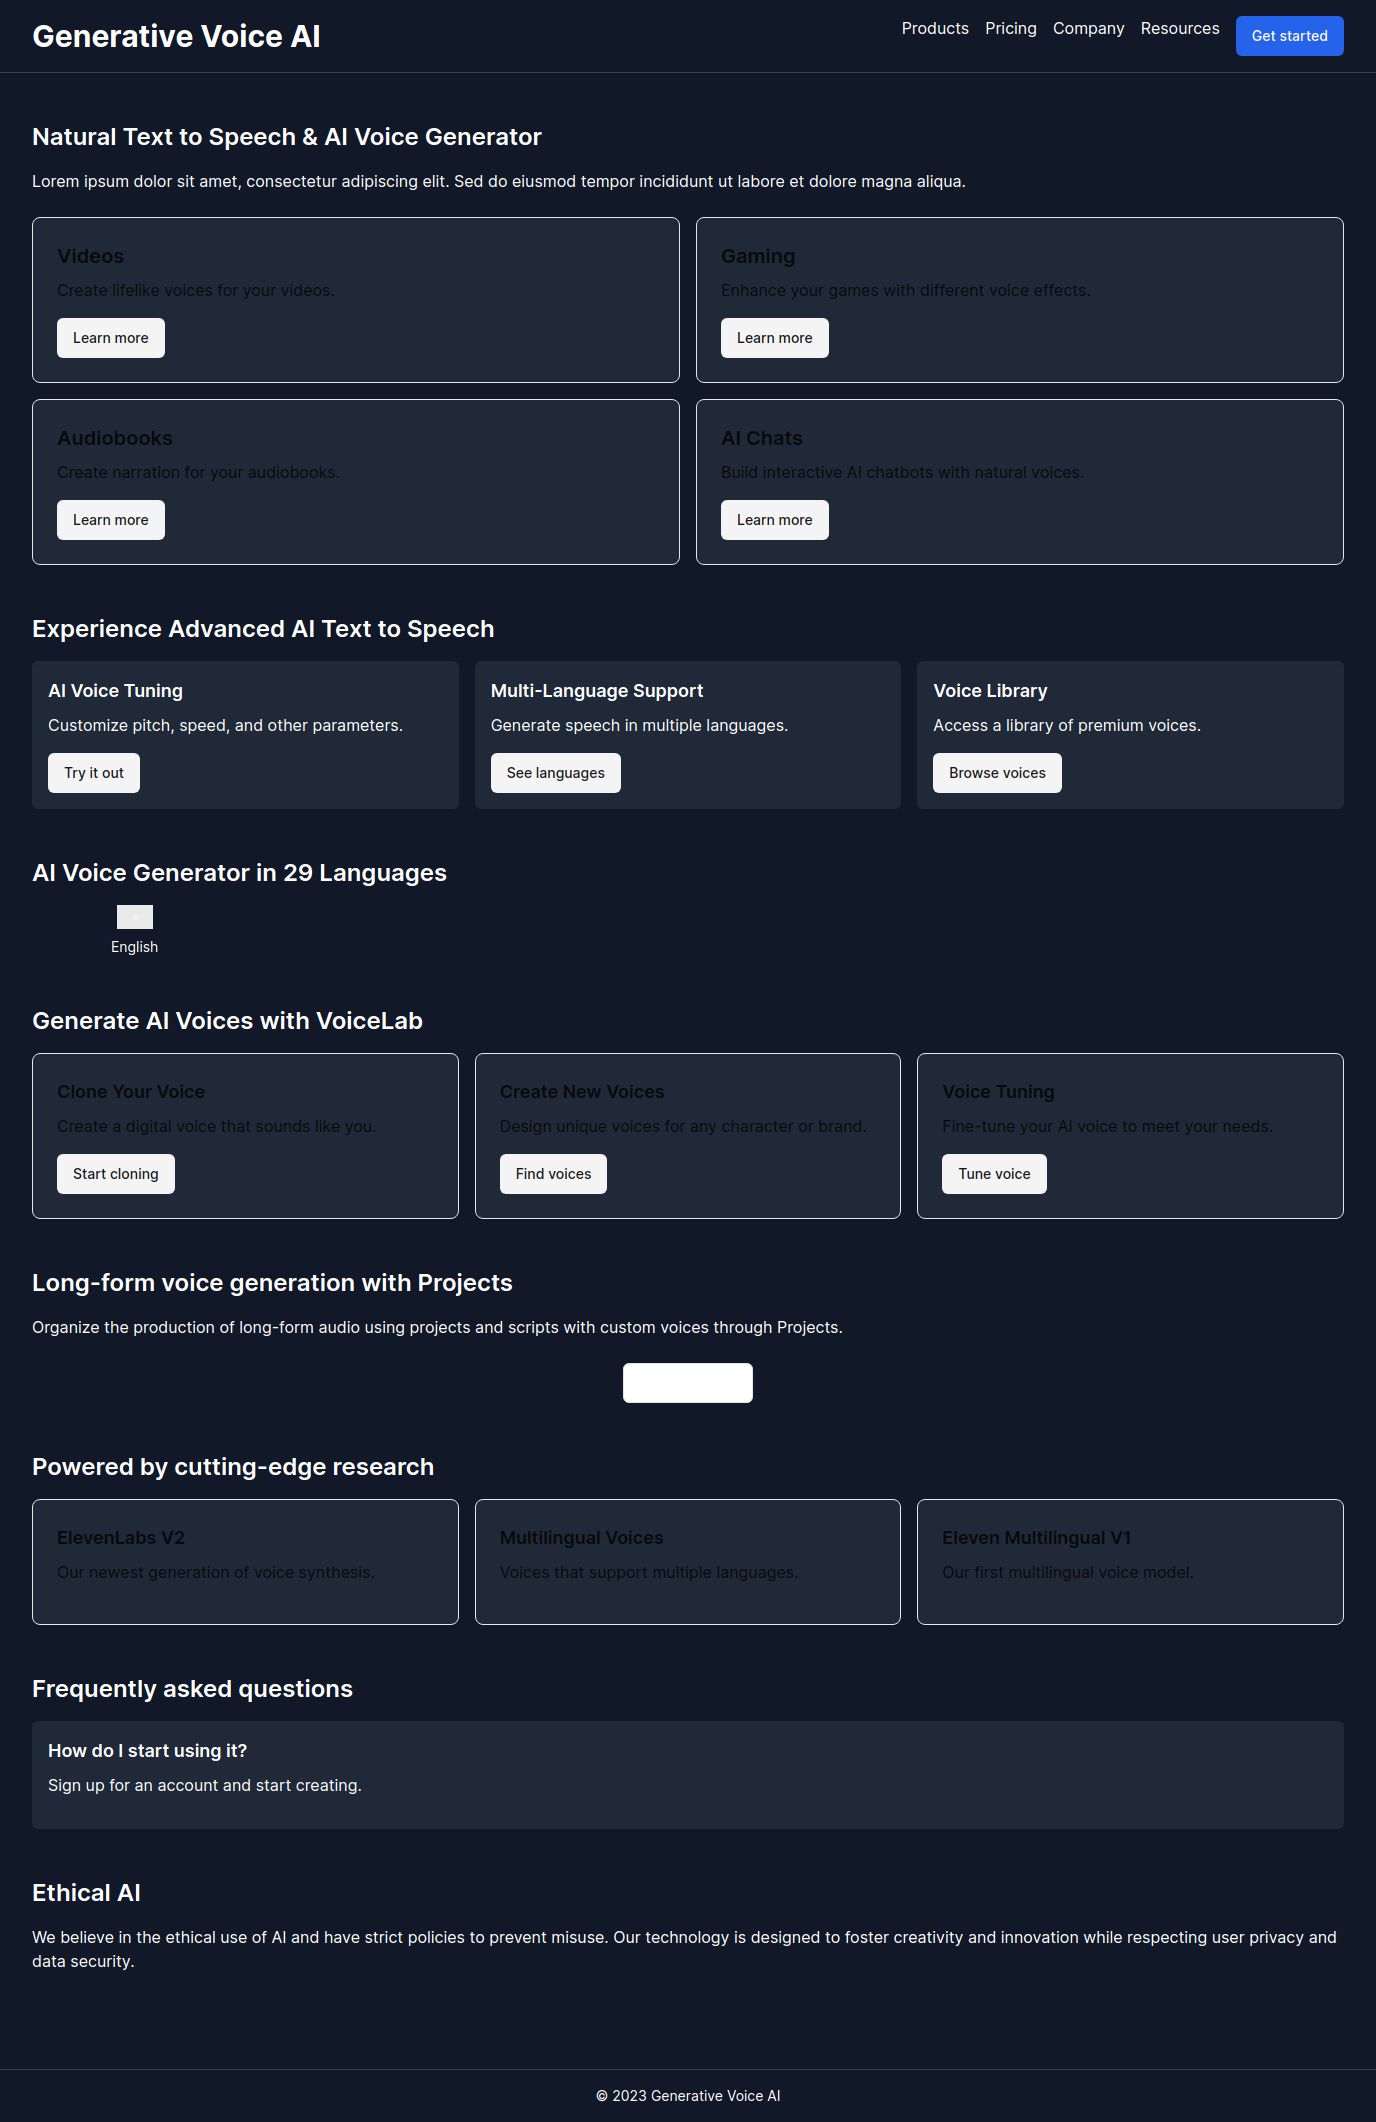 Generative Voice AI
Products Pricing Company Resources Get started
Natural Text to Speech & AI Voice Generator
Lorem ipsum dolor sit amet, consectetur adipiscing elit. Sed do eiusmod tempor incididunt ut labore et dolore magna aliqua.
Videos
Create lifelike voices for your videos.
Learn more
Gaming
Enhance your games with different voice effects.
Learn more
Audiobooks
Create narration for your audiobooks.
Learn more
AI Chats
Build interactive AI chatbots with natural voices.
Learn more
Experience Advanced AI Text to Speech
AI Voice Tuning
Customize pitch, speed, and other parameters.
Try it out
Multi-Language Support
Generate speech in multiple languages.
See languages
Voice Library
Access a library of premium voices.
Browse voices
AI Voice Generator in 29 Languages
English
Generate AI Voices with VoiceLab
Clone Your Voice
Create a digital voice that sounds like you.
Start cloning
Create New Voices
Design unique voices for any character or brand.
Find voices
Voice Tuning
Fine-tune your AI voice to meet your needs.
Tune voice
Long-form voice generation with Projects
Organize the production of long-form audio using projects and scripts with custom voices through Projects.
Powered by cutting-edge research
ElevenLabs V2
Our newest generation of voice synthesis.
Multilingual Voices
Voices that support multiple languages.
Eleven Multilingual V1
Our first multilingual voice model.
Frequently asked questions
How do I start using it?
Sign up for an account and start creating.
Ethical AI
We believe in the ethical use of AI and have strict policies to prevent misuse. Our technology is designed to foster creativity and innovation while respecting user privacy and
data security.
© 2023 Generative Voice AI